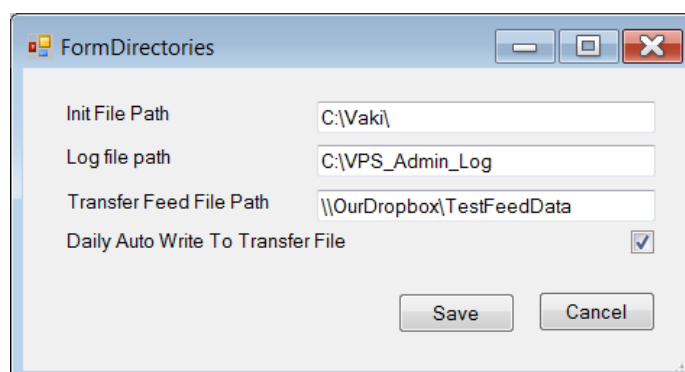 FormDirectories
Init File Path C:\Vaki\
Log file path C:\VPS_Admin_Log
Transfer Feed File Path \\OurDropbox\TestFeedData
Daily Auto Write To Transfer File
Save Cancel